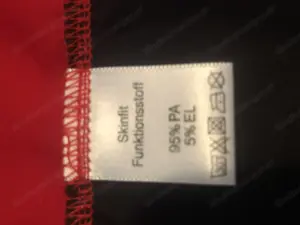 Skinfit
Funktionsstoff
95% PA
5% EL